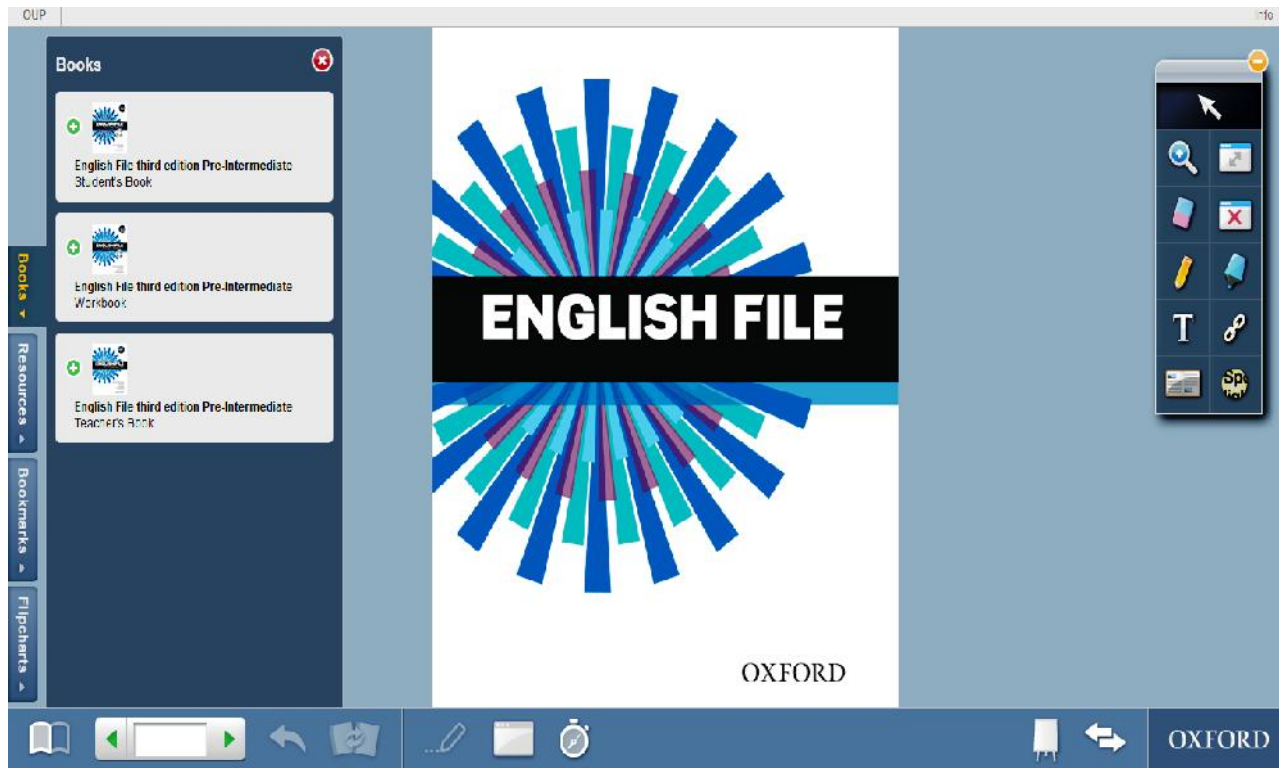 OUP
info
Books
English File third edition Pre-Intermediate
Student's Book
English File third edition Pre-Intermediate
Workbook
English File third edition Pre-Intermediate
Teacher's Book
Books
Resources
Bookmarks
Flipcharts
ENGLISH FILE
OXFORD
T
OXFORD